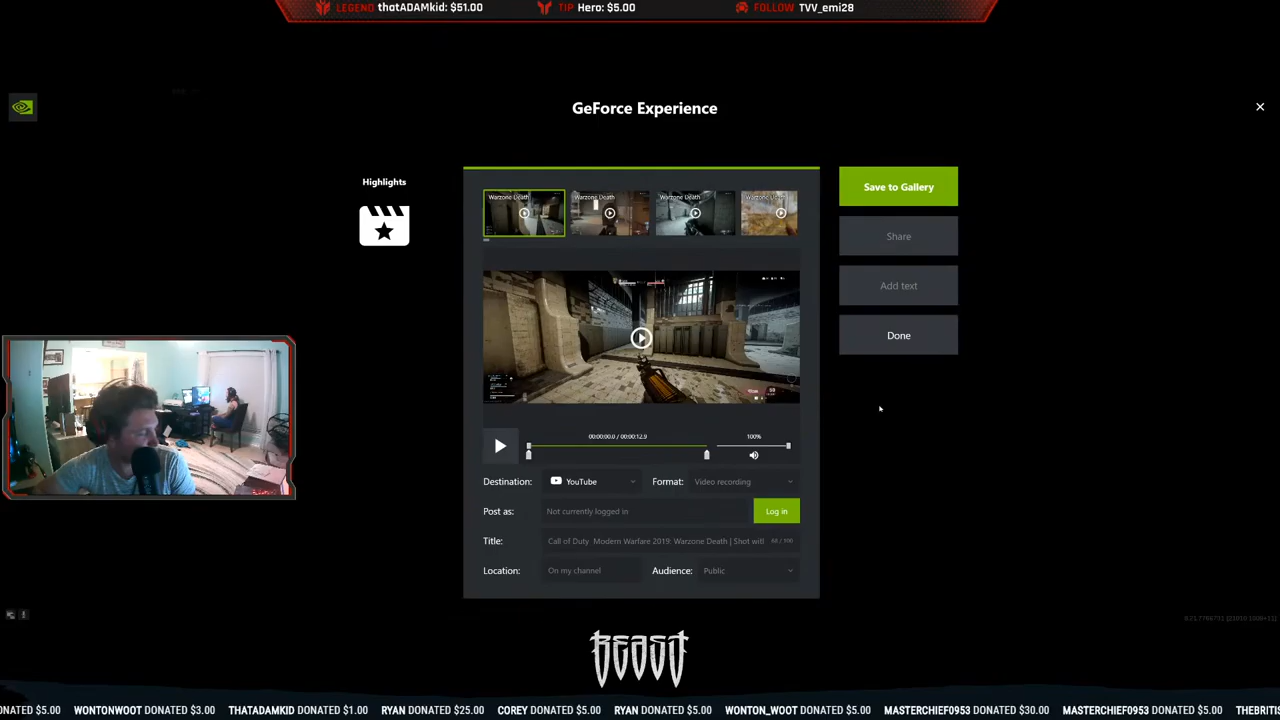 LEGEND thatADAMkid: $51.00 TIP Hero: $5.00 FOLLOW TVV_emi28
GeForce Experience
Highlights
Warzone Death
Warzone Death
Warzone Death
Warzone Death
Save to Gallery
Share
Add text
Done
00:00:00.0 / 00:00:12.9
100%
Destination: YouTube
Format: Video recording
Post as: Not currently logged in
Log in
Title: Call of Duty Modern Warfare 2019: Warzone Death | Shot with
/ 100
Location: On my channel
Audience: Public
BEAST
ONATED $5.00 WONTONWOOT DONATED $3.00 THATADAMKID DONATED $1.00 RYAN DONATED $25.00 COREY DONATED $5.00 RYAN DONATED $5.00 WONTON_WOOT DONATED $5.00 MASTERCHIEF0953 DONATED $30.00 MASTERCHIEF0953 DONATED $5.00 THEBRITIS